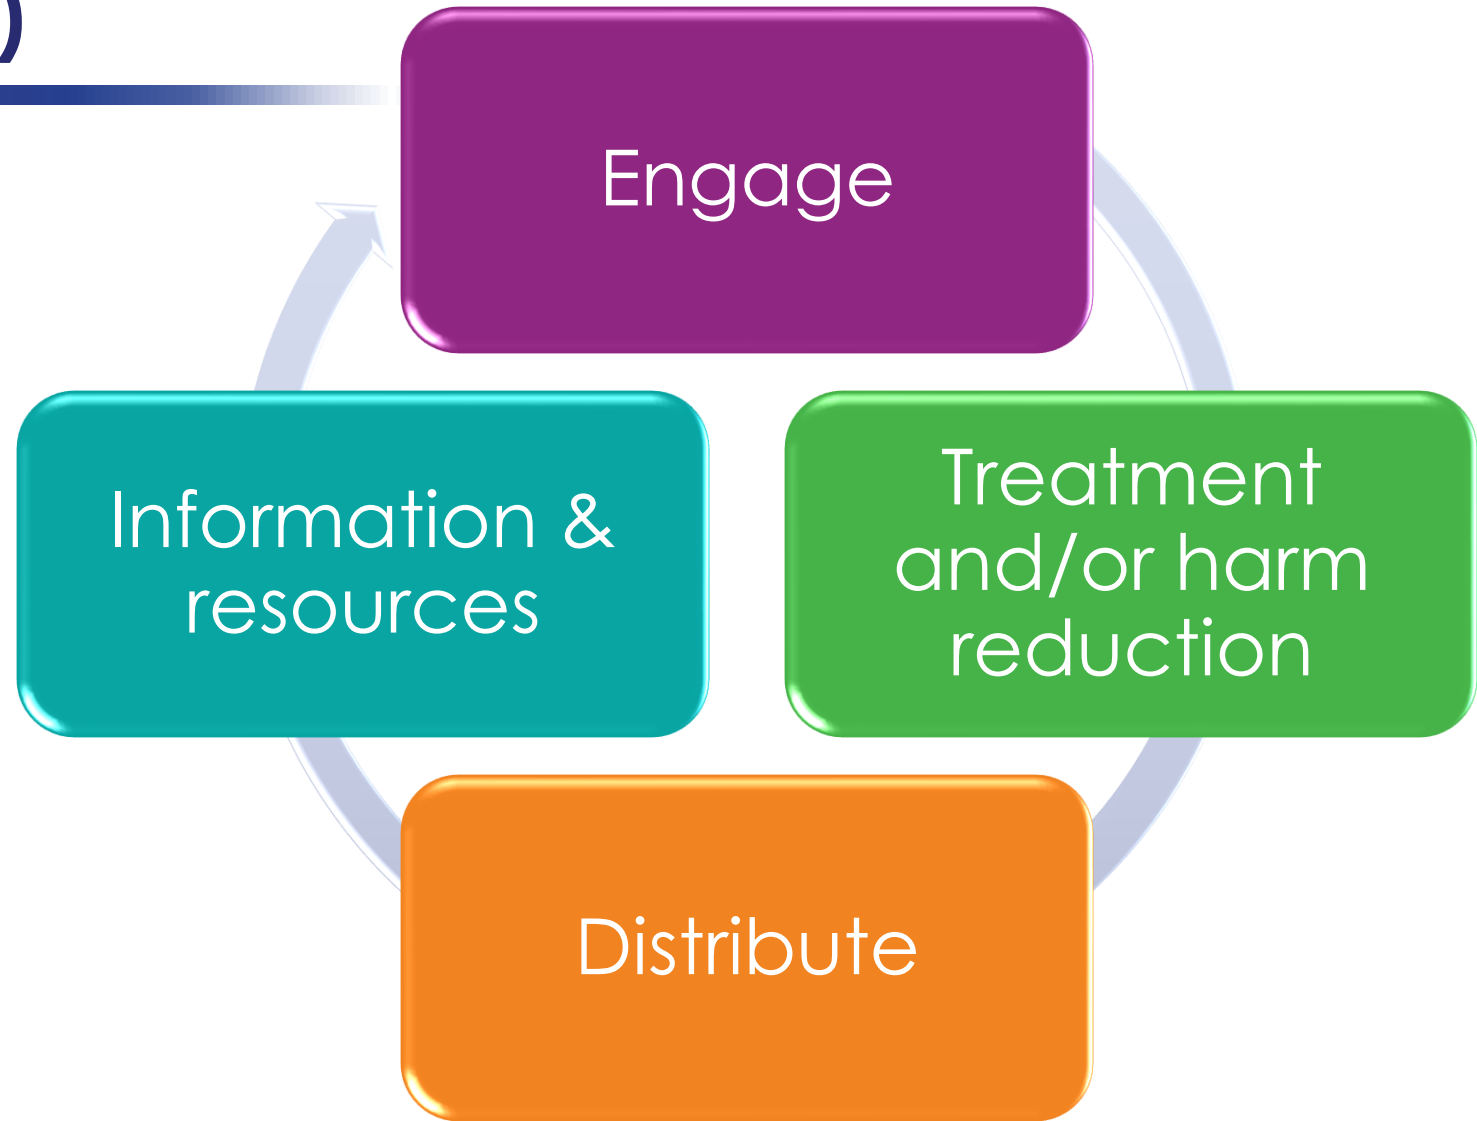 )
Engage
Treatment
and/or harm
reduction
Distribute
Information &
resources